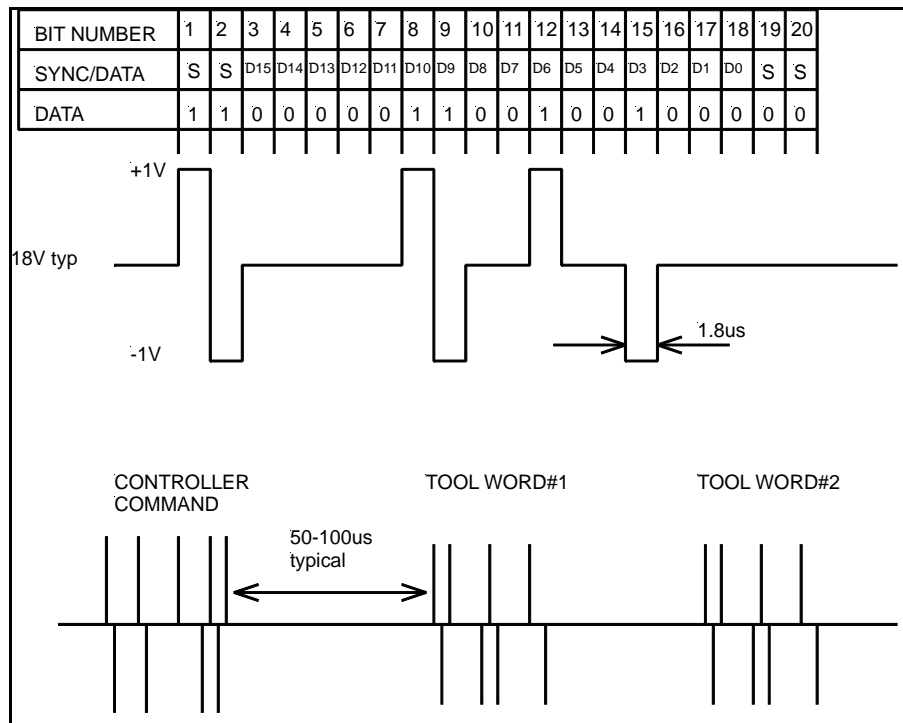 BIT NUMBER 1 2 3 4 5 6 7 8 9 10 11 12 13 14 15 16 17 18 19 20
SYNC/DATA S S D15 D14 D13 D12 D11 D10 D9 D8 D7 D6 D5 D4 D3 D2 D1 D0 S S
DATA 1 1 0 0 0 0 0 1 1 0 0 1 0 0 1 0 0 0 0 0
+1V
18V typ
1.8us
-1V
CONTROLLER
COMMAND
TOOL WORD#1
TOOL WORD#2
50-100us
typical